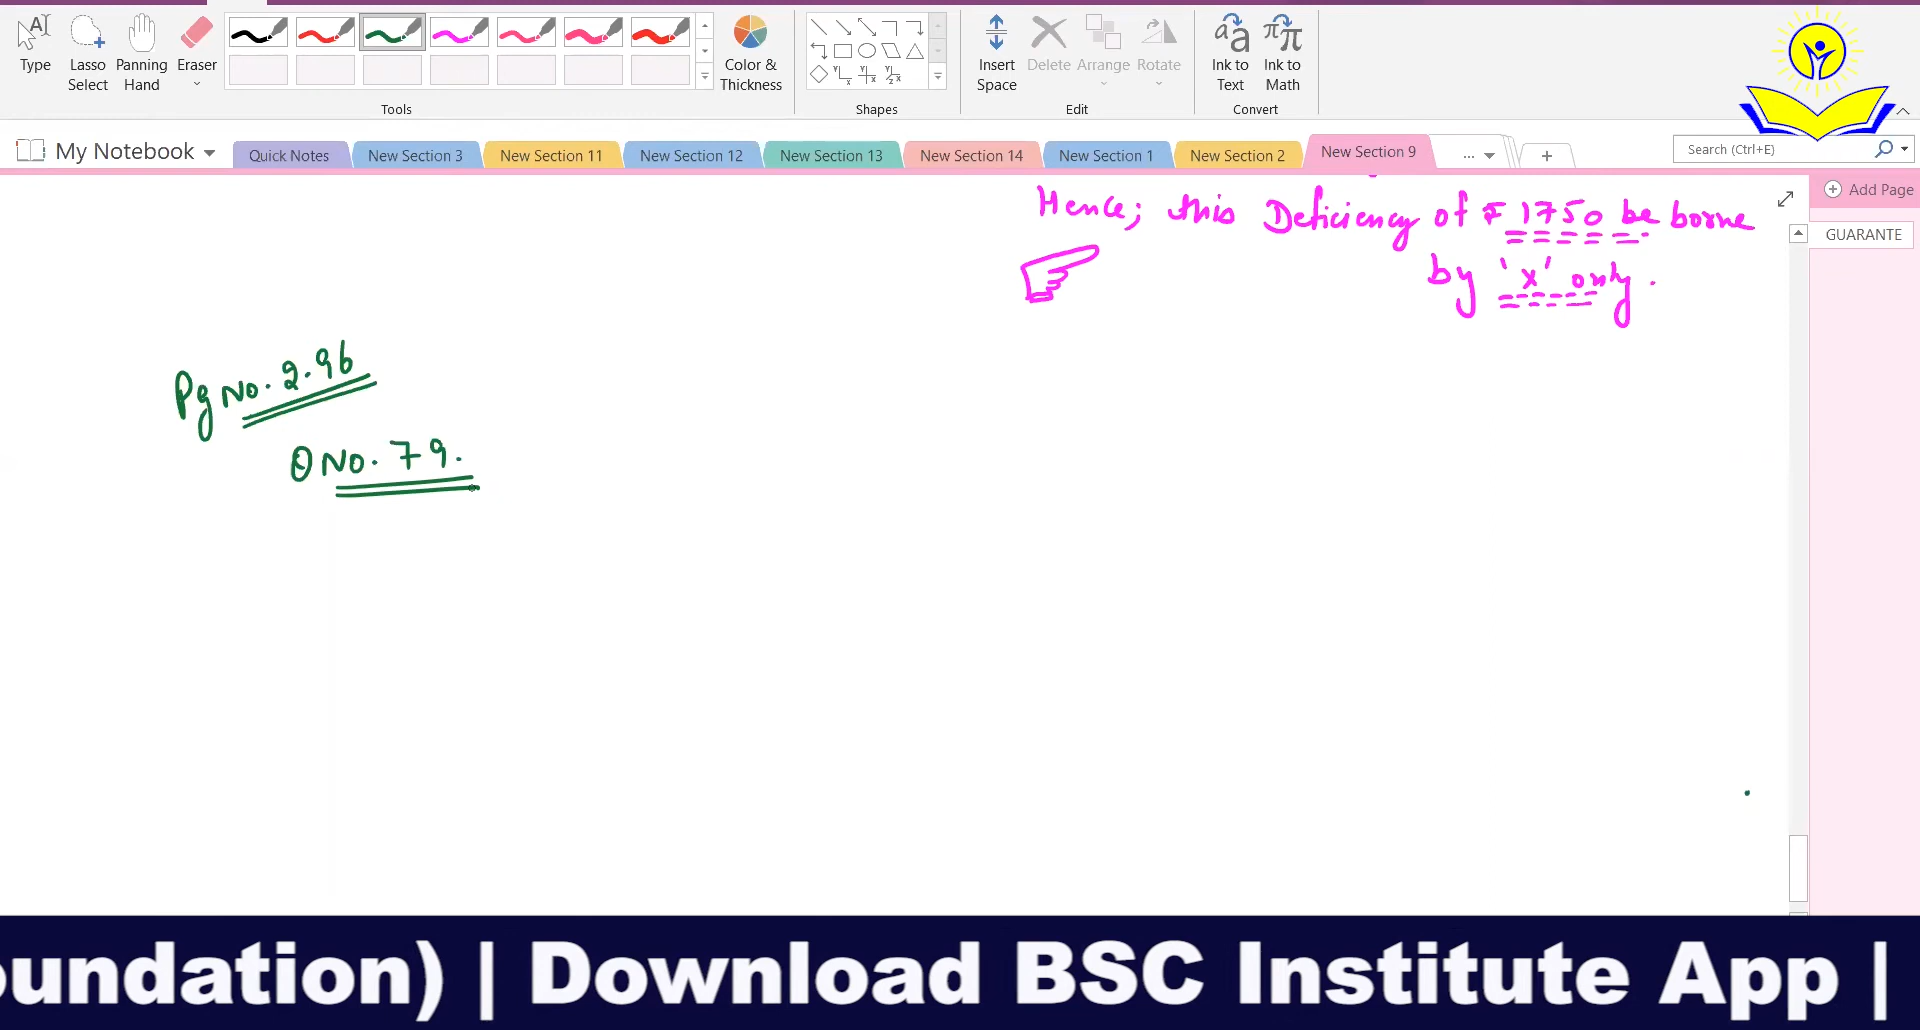 Type
Lasso Select
Panning Hand
Eraser
Color & Thickness
Insert Space
Delete
Arrange
Rotate
Ink to Text
Ink to Math
Tools
Shapes
Edit
Convert
My Notebook
Quick Notes
New Section 3
New Section 11
New Section 12
New Section 13
New Section 14
New Section 1
New Section 2
New Section 9
...
Search (Ctrl+E)
Add Page
GUARANTE
Hence; this Deficiency of ₹ 1750 be borne
by 'x' only.
Pg No. 2.96
Q No. 79.
oundation) | Download BSC Institute App |